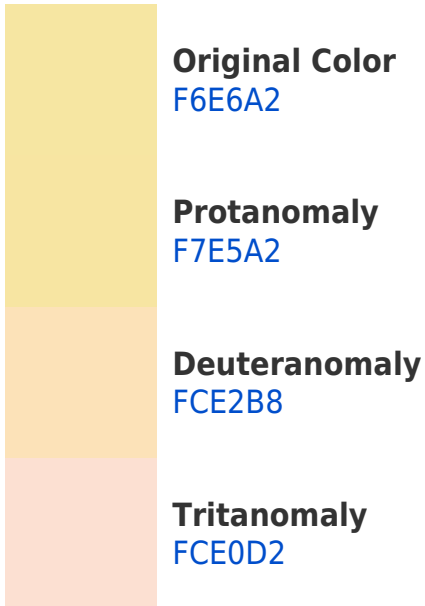 Original Color
F6E6A2
Protanomaly
F7E5A2
Deuteranomaly
FCE2B8
Tritanomaly
FCE0D2